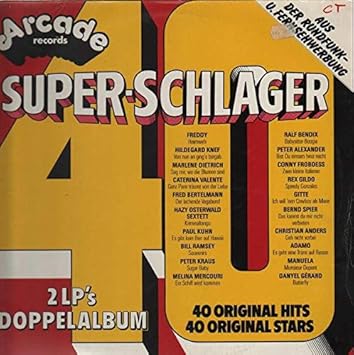 Arcade
records
AUS
DER RUNDFUNK-
U. FERNSEHWERBUNG
CT
SUPER-SCHLAGER
40
FREDDY
Heimweh
HILDEGARD KNEF
Von nun an ging's bergab
MARLENE DIETRICH
Sag mir, wo die Blumen sind
CATERINA VALENTE
Ganz Paris träumt von der Liebe
FRED BERTELMANN
Der lachende Vagabund
HAZY OSTERWALD
SEXTETT
Kriminaltango
PAUL KUHN
Es gibt kein Bier auf Hawaii
BILL RAMSEY
Souvenirs
PETER KRAUS
Sugar Baby
MELINA MERCOURI
Ein Schiff wird kommen
RALF BENDIX
Babysitter-Boogie
PETER ALEXANDER
Bist Du einsam heut nacht
CONNY FROBOESS
Zwei kleine Italiener
REX GILDO
Speedy Gonzales
GITTE
Ich will 'nen Cowboy als Mann
BERND SPIER
Das kannst du mir nicht
verbieten
CHRISTIAN ANDERS
Geh nicht vorbei
ADAMO
Es geht eine Träne auf Reisen
MANUELA
Monsieur Dupont
DANYEL GÉRARD
Butterfly
2 LP's
DOPPELALBUM
40 ORIGINAL HITS
40 ORIGINAL STARS